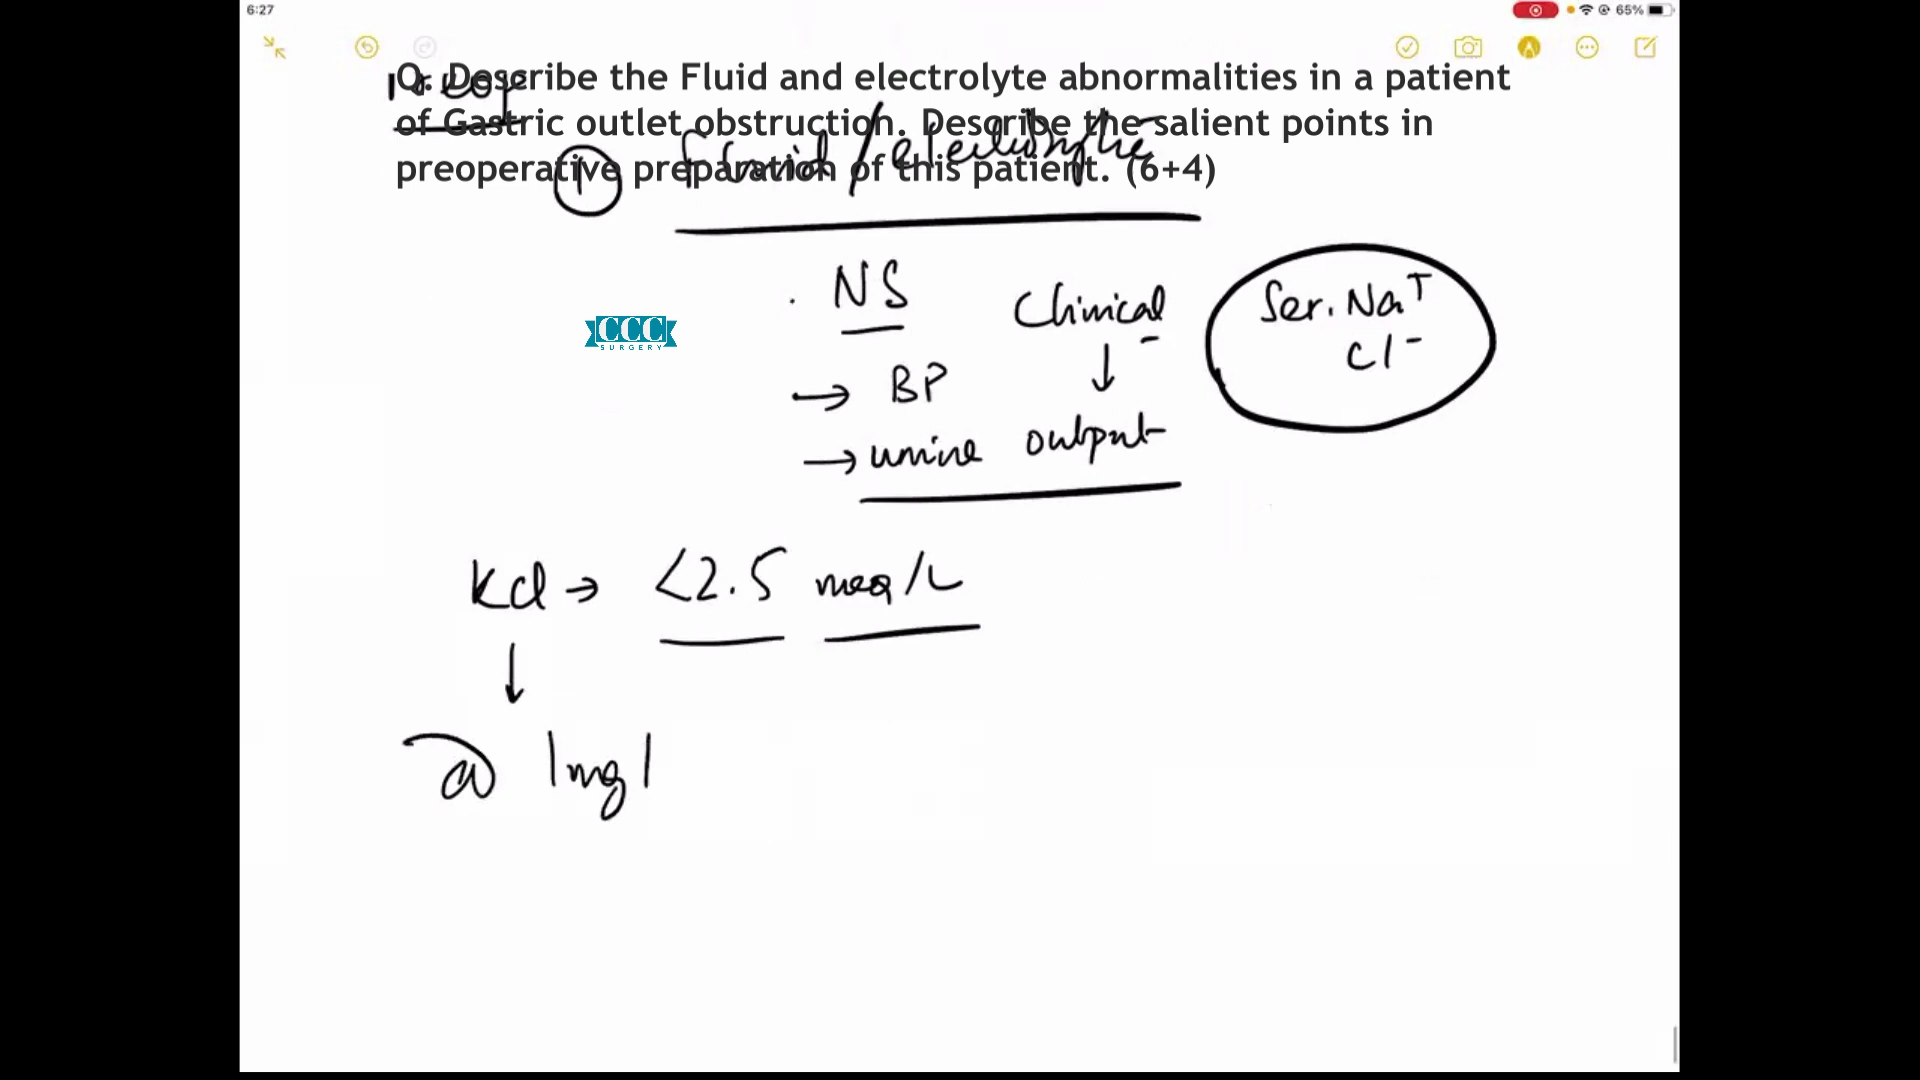 6:27
65%
Q. Describe the Fluid and electrolyte abnormalities in a patient
of Gastric outlet obstruction. Describe the salient points in
preoperative preparation of this patient. (6+4)
Preop
① Fluid / electrolyte
NS
Clinical
Ser. Na+
Cl-
CCC
SURGERY
→ BP
↓
→ urine output
KCl → <2.5 meq/L
↓
@ 1mg/